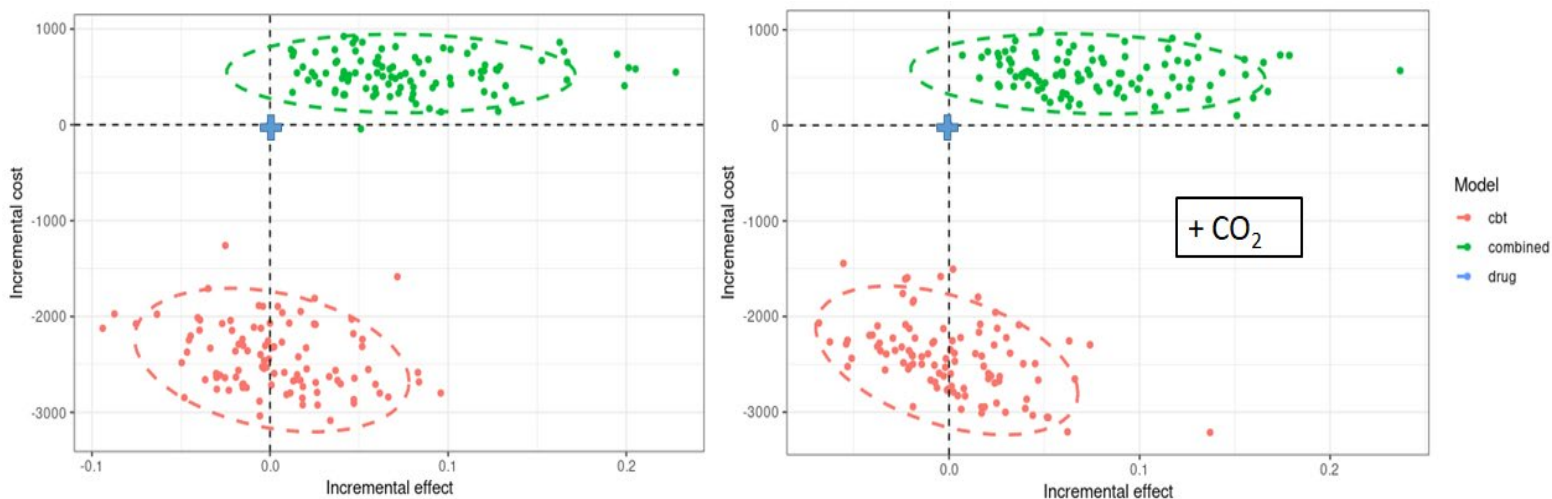 1000
0
-1000
-2000
-3000
Incremental cost
-0.1
0.0
0.1
0.2
Incremental effect
1000
0
-1000
-2000
-3000
Incremental cost
0.0
0.1
0.2
Incremental effect
+ CO₂
Model
cbt
combined
drug